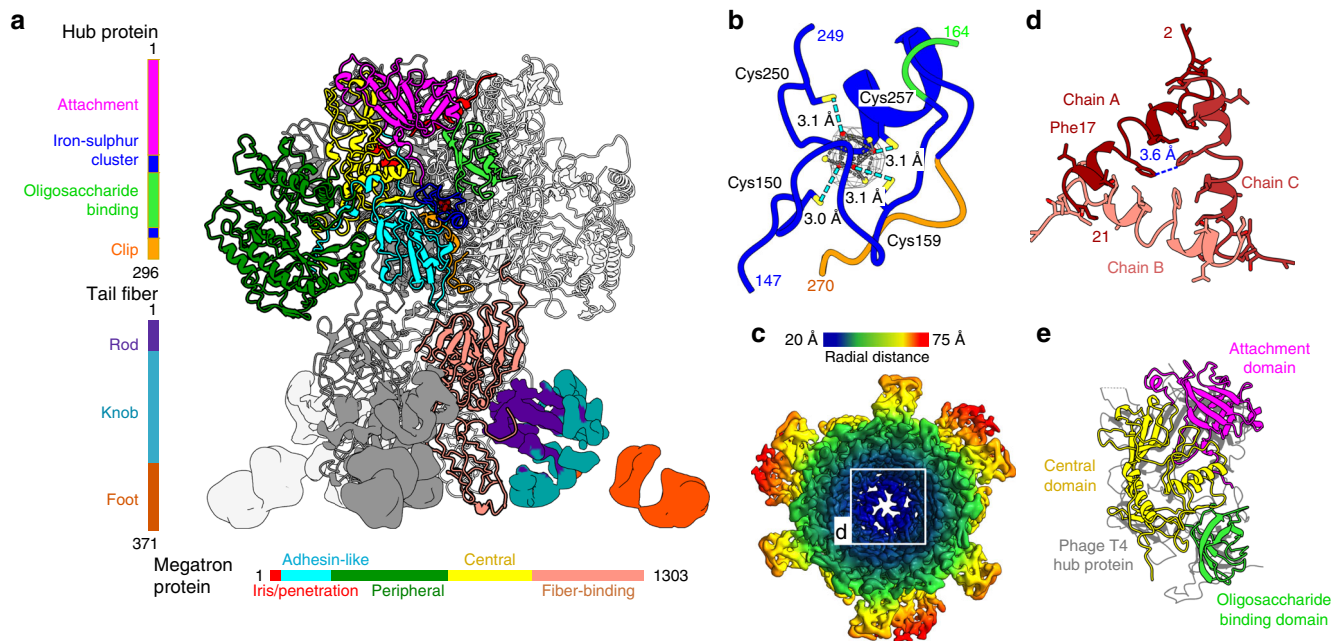 a
Hub protein
1
Attachment
Iron-sulphur
cluster
Oligosaccharide
binding
Clip
296
Tail fiber
1
Rod
Knob
Foot
371
Megatron
protein
1
Adhesin-like
Central
1303
Iris/penetration
Peripheral
Fiber-binding
b
249
164
Cys250
Cys257
3.1 Å
3.1 Å
Cys150
3.1 Å
3.0 Å
Cys159
147
270
c
20 Å
75 Å
Radial distance
d
d
2
Chain A
Phe17
3.6 Å
Chain C
21
Chain B
e
Attachment
domain
Central
domain
Phage T4
hub protein
Oligosaccharide
binding domain